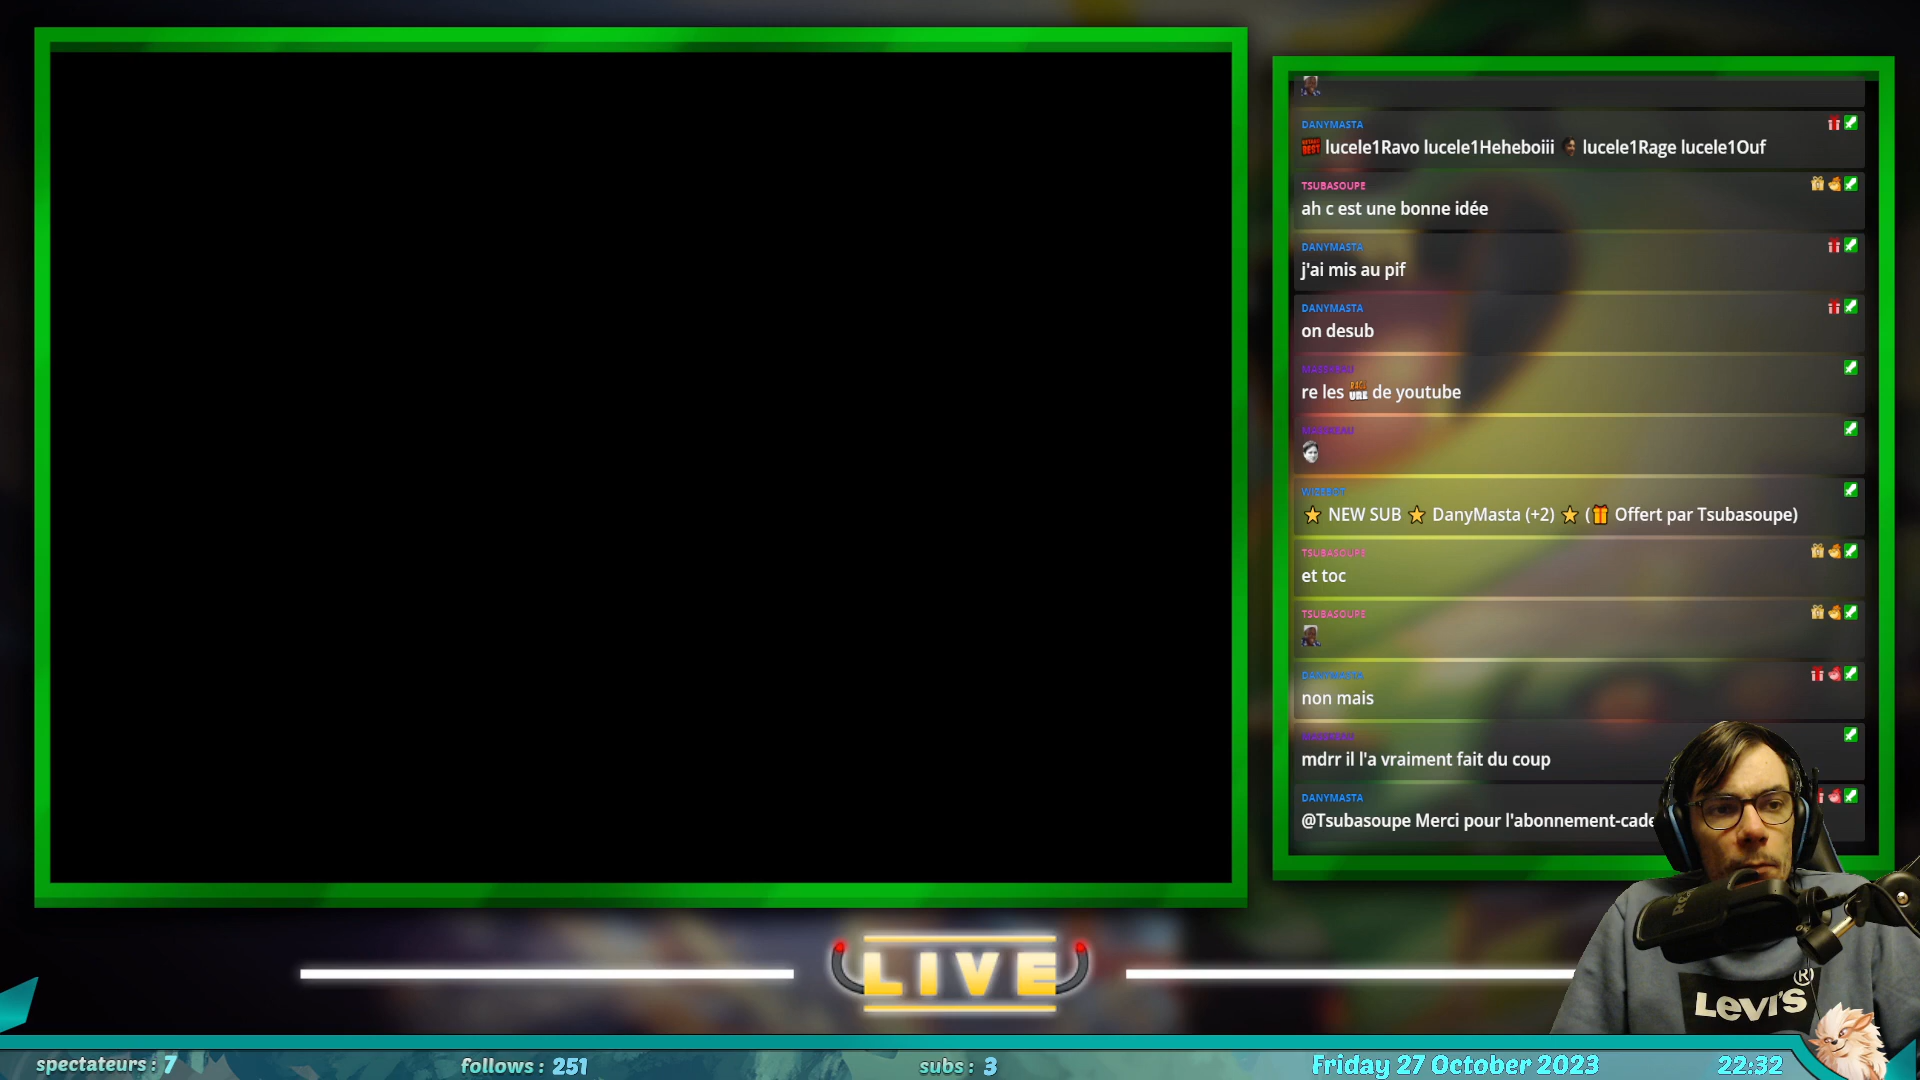 DANYMASTA
lucele1Ravo lucele1Heheboiii lucele1Rage lucele1Ouf
TSUBASOUPE
ah c est une bonne idée
DANYMASTA
j'ai mis au pif
DANYMASTA
on desub
re les de youtube
WIZEBOT
NEW SUB DanyMasta (+2) ( Offert par Tsubasoupe)
TSUBASOUPE
et toc
TSUBASOUPE
DANYMASTA
non mais
mdrr il l'a vraiment fait du coup
DANYMASTA
@Tsubasoupe Merci pour l'abonnement-cade
LIVE
LEVI'S ®
spectateurs : 7
follows : 251
subs : 3
Friday 27 October 2023
22:32